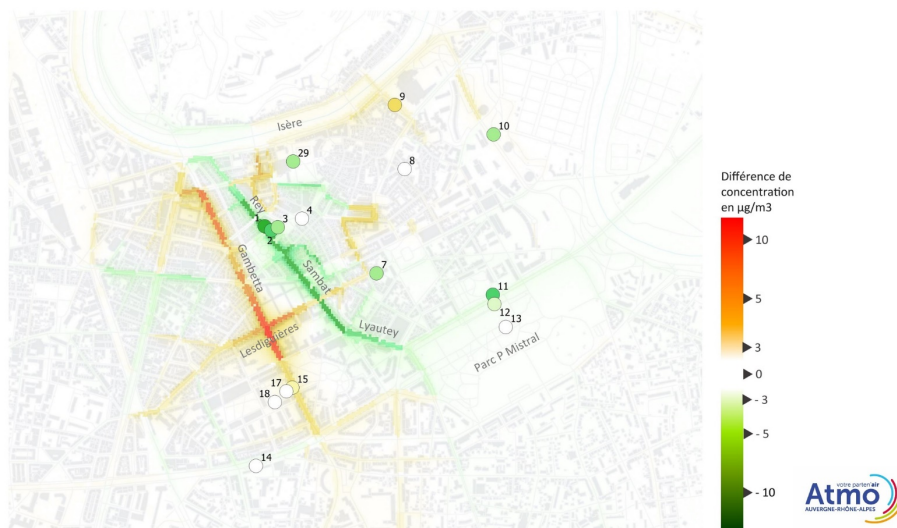 9
Isère
10
29
8
Rey
4
1
3
2
Gambetta
Sambat
7
11
Lyautey
12
13
Lesdiguières
Parc P Mistral
17
15
18
14
Différence de
concentration
en µg/m3
10
5
3
0
- 3
- 5
- 10
votre parten'air
Atmo
AUVERGNE-RHÔNE-ALPES